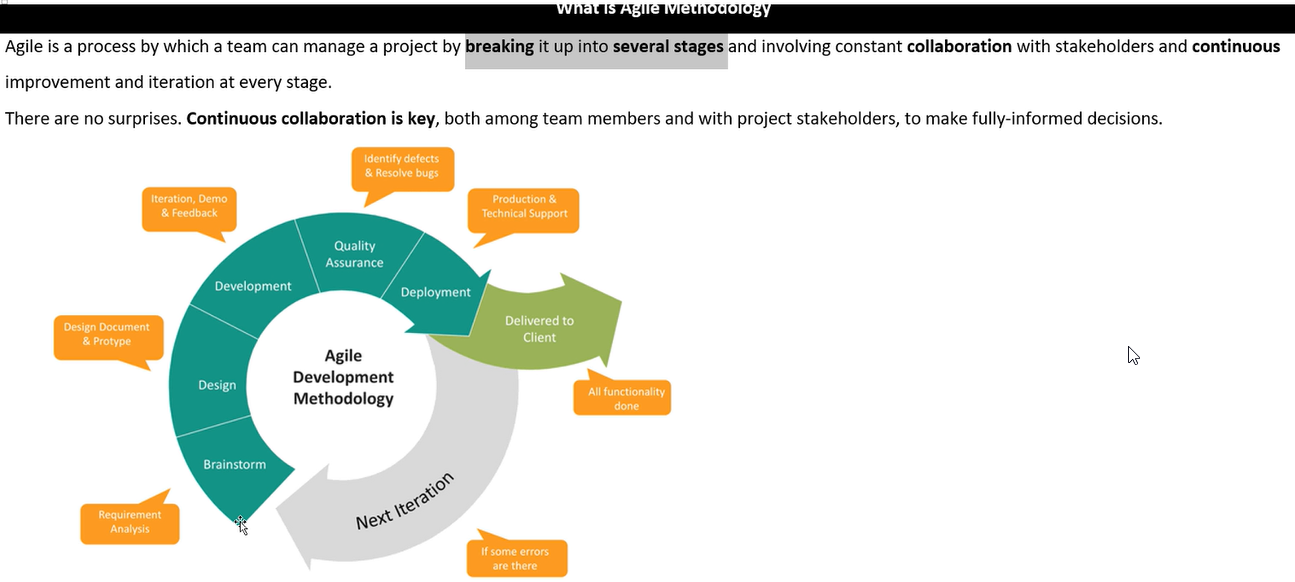 What is Agile Methodology
Agile is a process by which a team can manage a project by breaking it up into several stages and involving constant collaboration with stakeholders and continuous
improvement and iteration at every stage.
There are no surprises. Continuous collaboration is key, both among team members and with project stakeholders, to make fully-informed decisions.
Identify defects
& Resolve bugs
Iteration, Demo
& Feedback
Production &
Technical Support
Quality
Assurance
Development
Deployment
Design Document
& Protype
Delivered to
Client
Agile
Development
Methodology
Design
All functionality
done
Brainstorm
Next Iteration
Requirement
Analysis
If some errors
are there